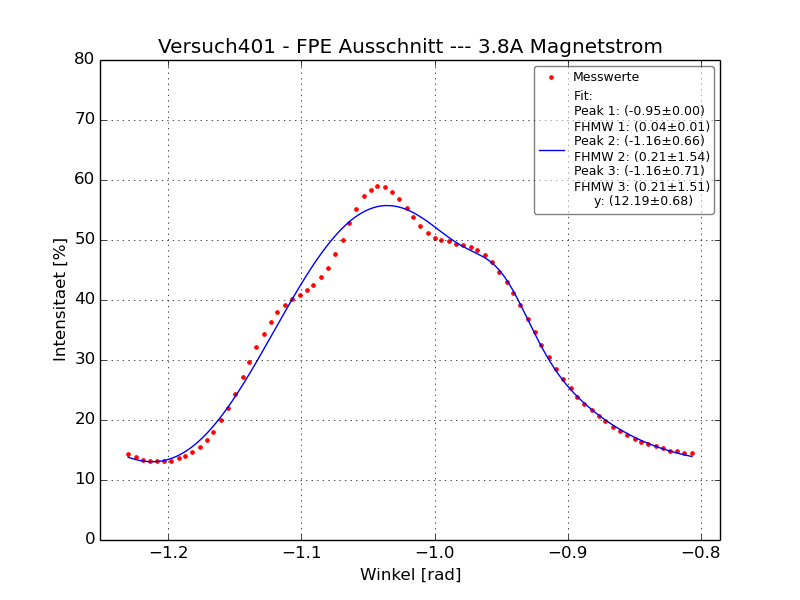 Versuch401 - FPE Ausschnitt --- 3.8A Magnetstrom
Messwerte
Fit:
Peak 1: (-0.95±0.00)
FHMW 1: (0.04±0.01)
Peak 2: (-1.16±0.66)
FHMW 2: (0.21±1.54)
Peak 3: (-1.16±0.71)
FHMW 3: (0.21±1.51)
y: (12.19±0.68)
Intensitaet [%]
80
70
60
50
40
30
20
10
0
−1.2 −1.1 −1.0 −0.9 −0.8
Winkel [rad]